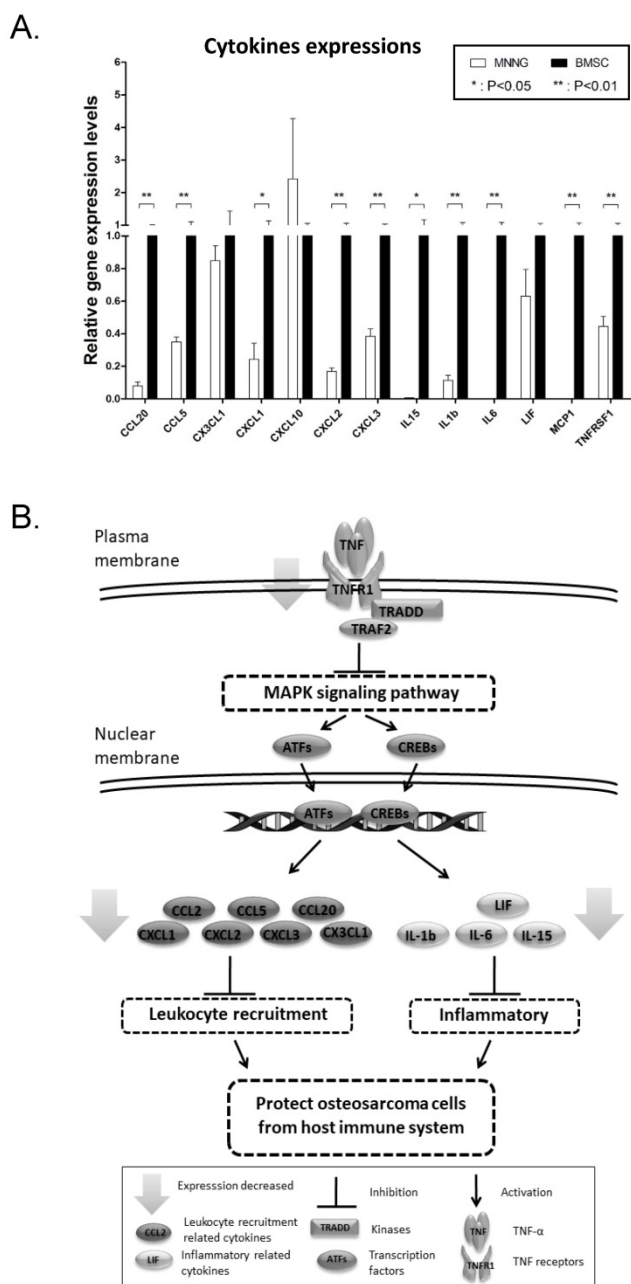 A.
Cytokines expressions
MNNG BMSC
* : P<0.05 ** : P<0.01
Relative gene expression levels
6
5
4
3
2
1
1.0
0.8
0.6
0.4
0.2
0.0
** ** * ** ** * ** ** ** **
CCL20
CCL5
CX3CL1
CXCL1
CXCL10
CXCL2
CXCL3
IL15
IL1b
IL6
LIF
MCP1
TNFRSF1
B.
Plasma
membrane
TNF
TNFR1
TRADD
TRAF2
MAPK signaling pathway
Nuclear
membrane
ATFs
CREBs
ATFs
CREBs
CCL2
CCL5
CCL20
CXCL1
CXCL2
CXCL3
CX3CL1
LIF
IL-1b
IL-6
IL-15
Leukocyte recruitment
Inflammatory
Protect osteosarcoma cells
from host immune system
Expresssion decreased
Inhibition
Activation
CCL2
Leukocyte recruitment
related cytokines
TRADD
Kinases
TNF
TNF-α
LIF
Inflammatory related
cytokines
ATFs
Transcription
factors
TNFR1
TNF receptors